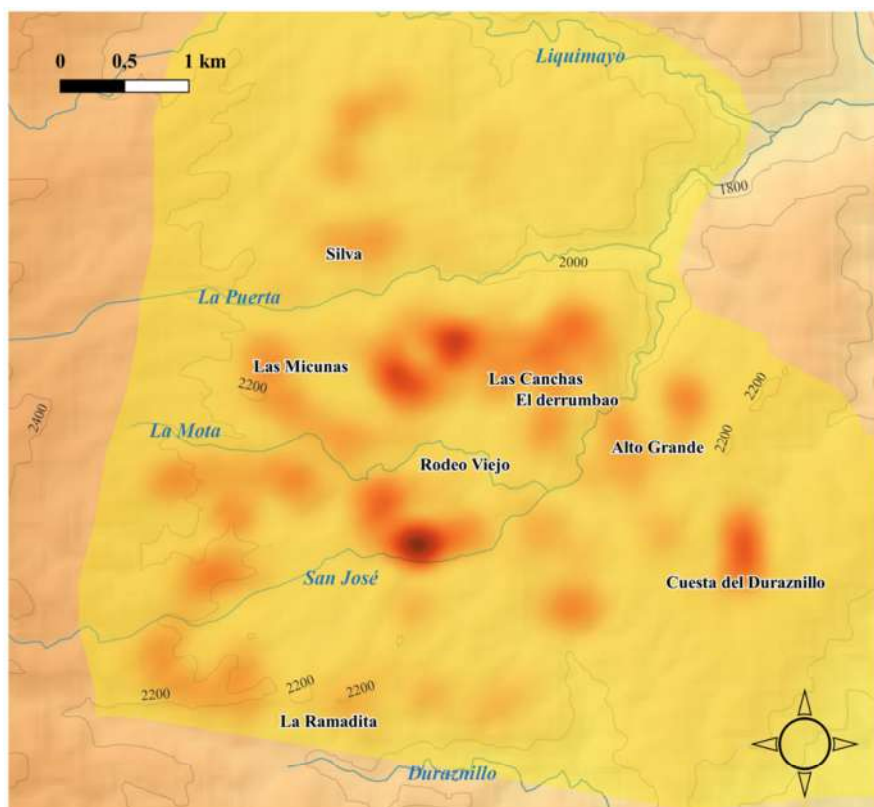 Liquimayo
0 0,5 1 km
1800
Silva
2000
La Puerta
Las Micunas
2200
Las Canchas
El derrumbao
2200
2400
La Mota
2200
Alto Grande
Rodeo Viejo
San José
Cuesta del Duraznillo
2200
2200
2200
La Ramadita
Duraznillo